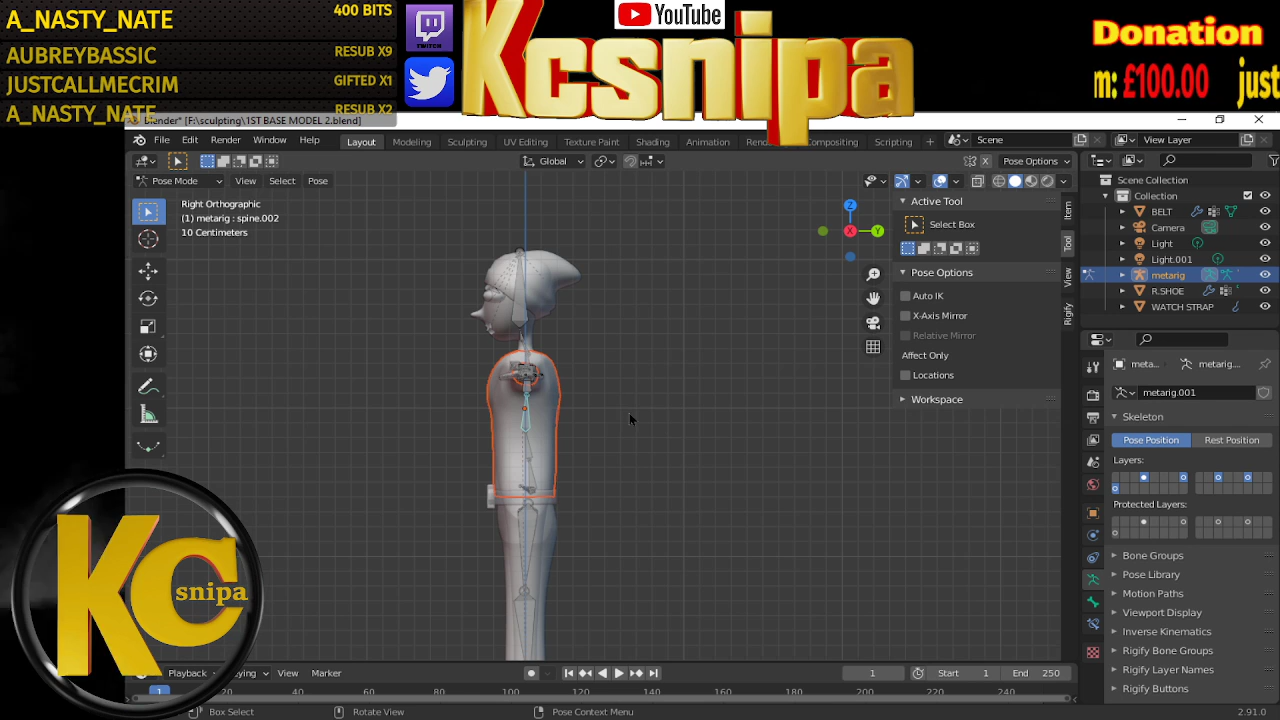 A_NASTY_NATE 400 BITS
AUBREYBASSIC RESUB X9
JUSTCALLMECRIM GIFTED X1
A_NASTY_NATE RESUB X2
TWITCH
YouTube
Kcsnipa
Donation
m: £100.00 just
Blender* [F:\sculpting\1ST BASE MODEL 2.blend]
File Edit Render Window Help Layout Modeling Sculpting UV Editing Texture Paint Shading Animation Compositing Scripting + Scene View Layer
Global Pose Options
Pose Mode View Select Pose
Right Orthographic
(1) metarig : spine.002
10 Centimeters
Z
X
Y
Active Tool
Select Box
Pose Options
Auto IK
X-Axis Mirror
Relative Mirror
Affect Only
Locations
Workspace
Item
Tool
View
Rigify
Scene Collection
Collection
BELT
Camera
Light
Light.001
metarig
R.SHOE
WATCH STRAP
meta... metarig....
metarig.001
Skeleton
Pose Position Rest Position
Layers:
Protected Layers:
Bone Groups
Pose Library
Motion Paths
Viewport Display
Inverse Kinematics
Rigify Bone Groups
Rigify Layer Names
Rigify Buttons
KC snipa
Playback View Marker 1 Start 1 End 250
1 20 40 60 80 100 120 140 160 180 200 220 240
Box Select Rotate View Pose Context Menu 2.91.0